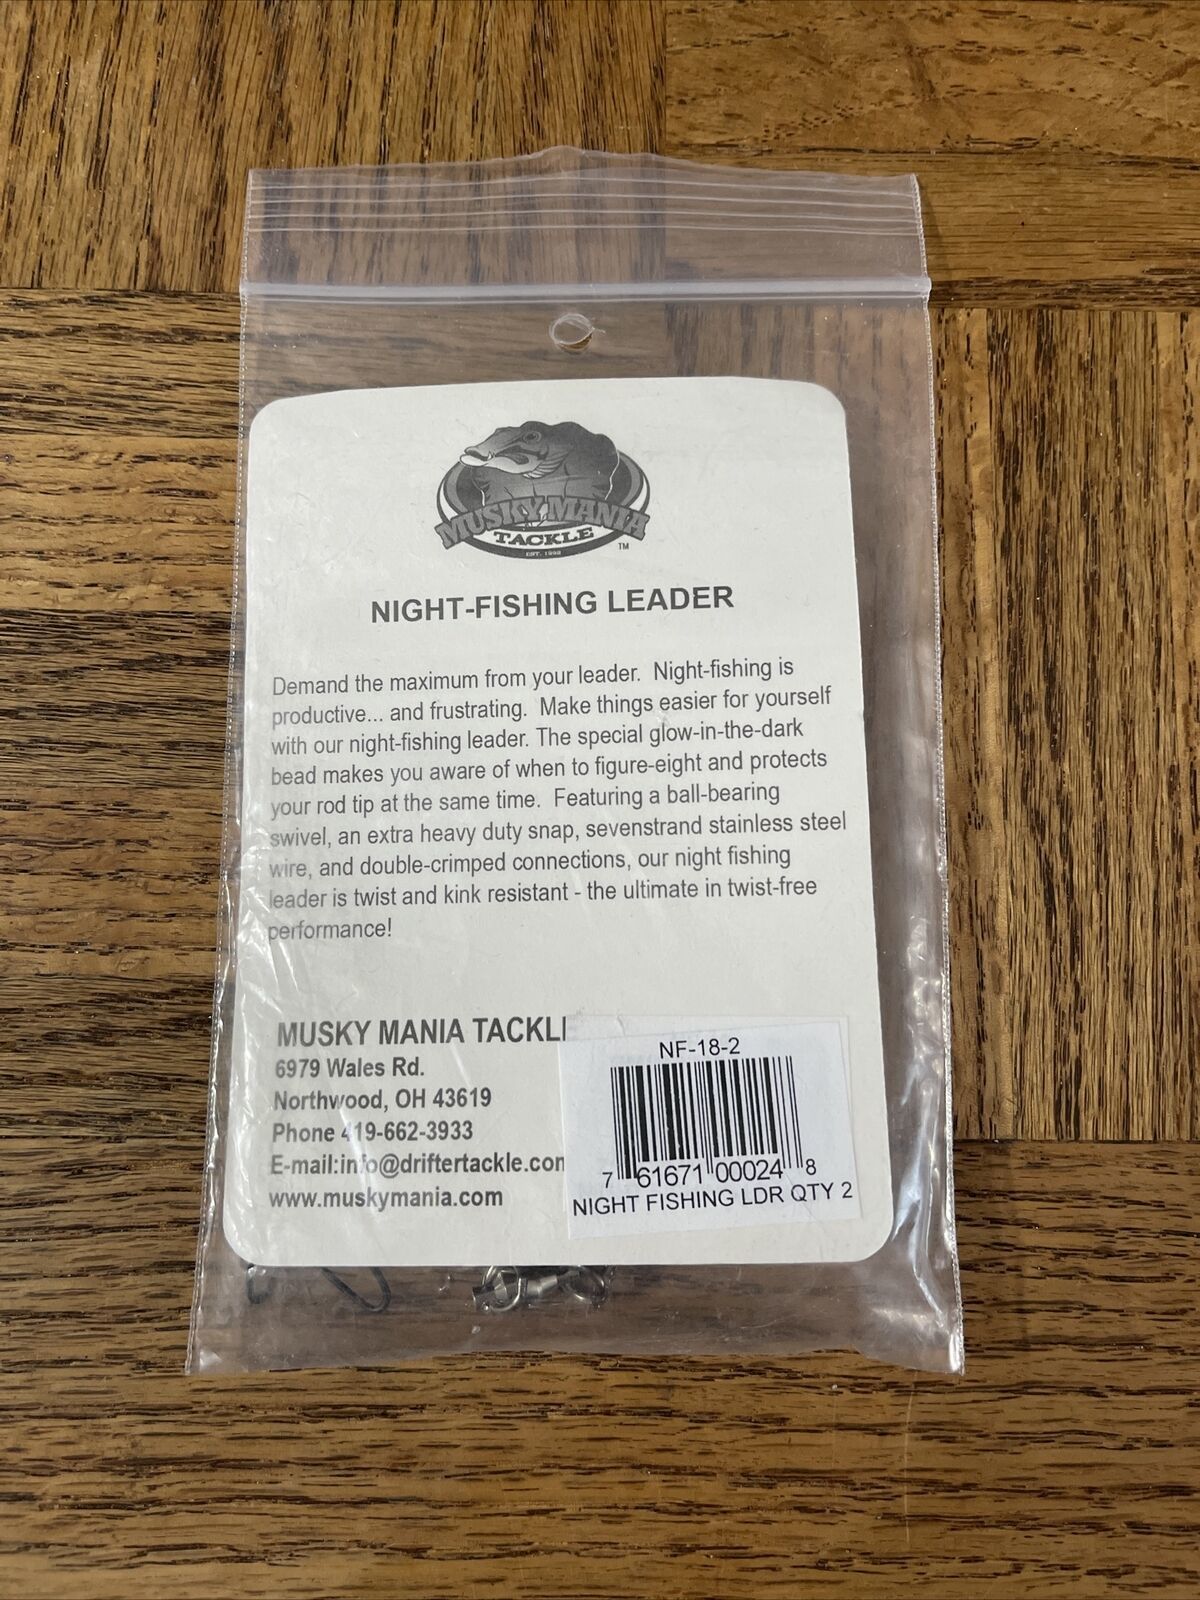 MUSKY MANIA
TACKLE
EST. 1992
TM
NIGHT-FISHING LEADER
Demand the maximum from your leader. Night-fishing is
productive... and frustrating. Make things easier for yourself
with our night-fishing leader. The special glow-in-the-dark
bead makes you aware of when to figure-eight and protects
your rod tip at the same time. Featuring a ball-bearing
swivel, an extra heavy duty snap, sevenstrand stainless steel
wire, and double-crimped connections, our night fishing
leader is twist and kink resistant - the ultimate in twist-free
performance!
MUSKY MANIA TACKLE
6979 Wales Rd.
Northwood, OH 43619
Phone 419-662-3933
E-mail:info@driftertackle.com
www.muskymania.com
NF-18-2
7 61671 00024 8
NIGHT FISHING LDR QTY 2